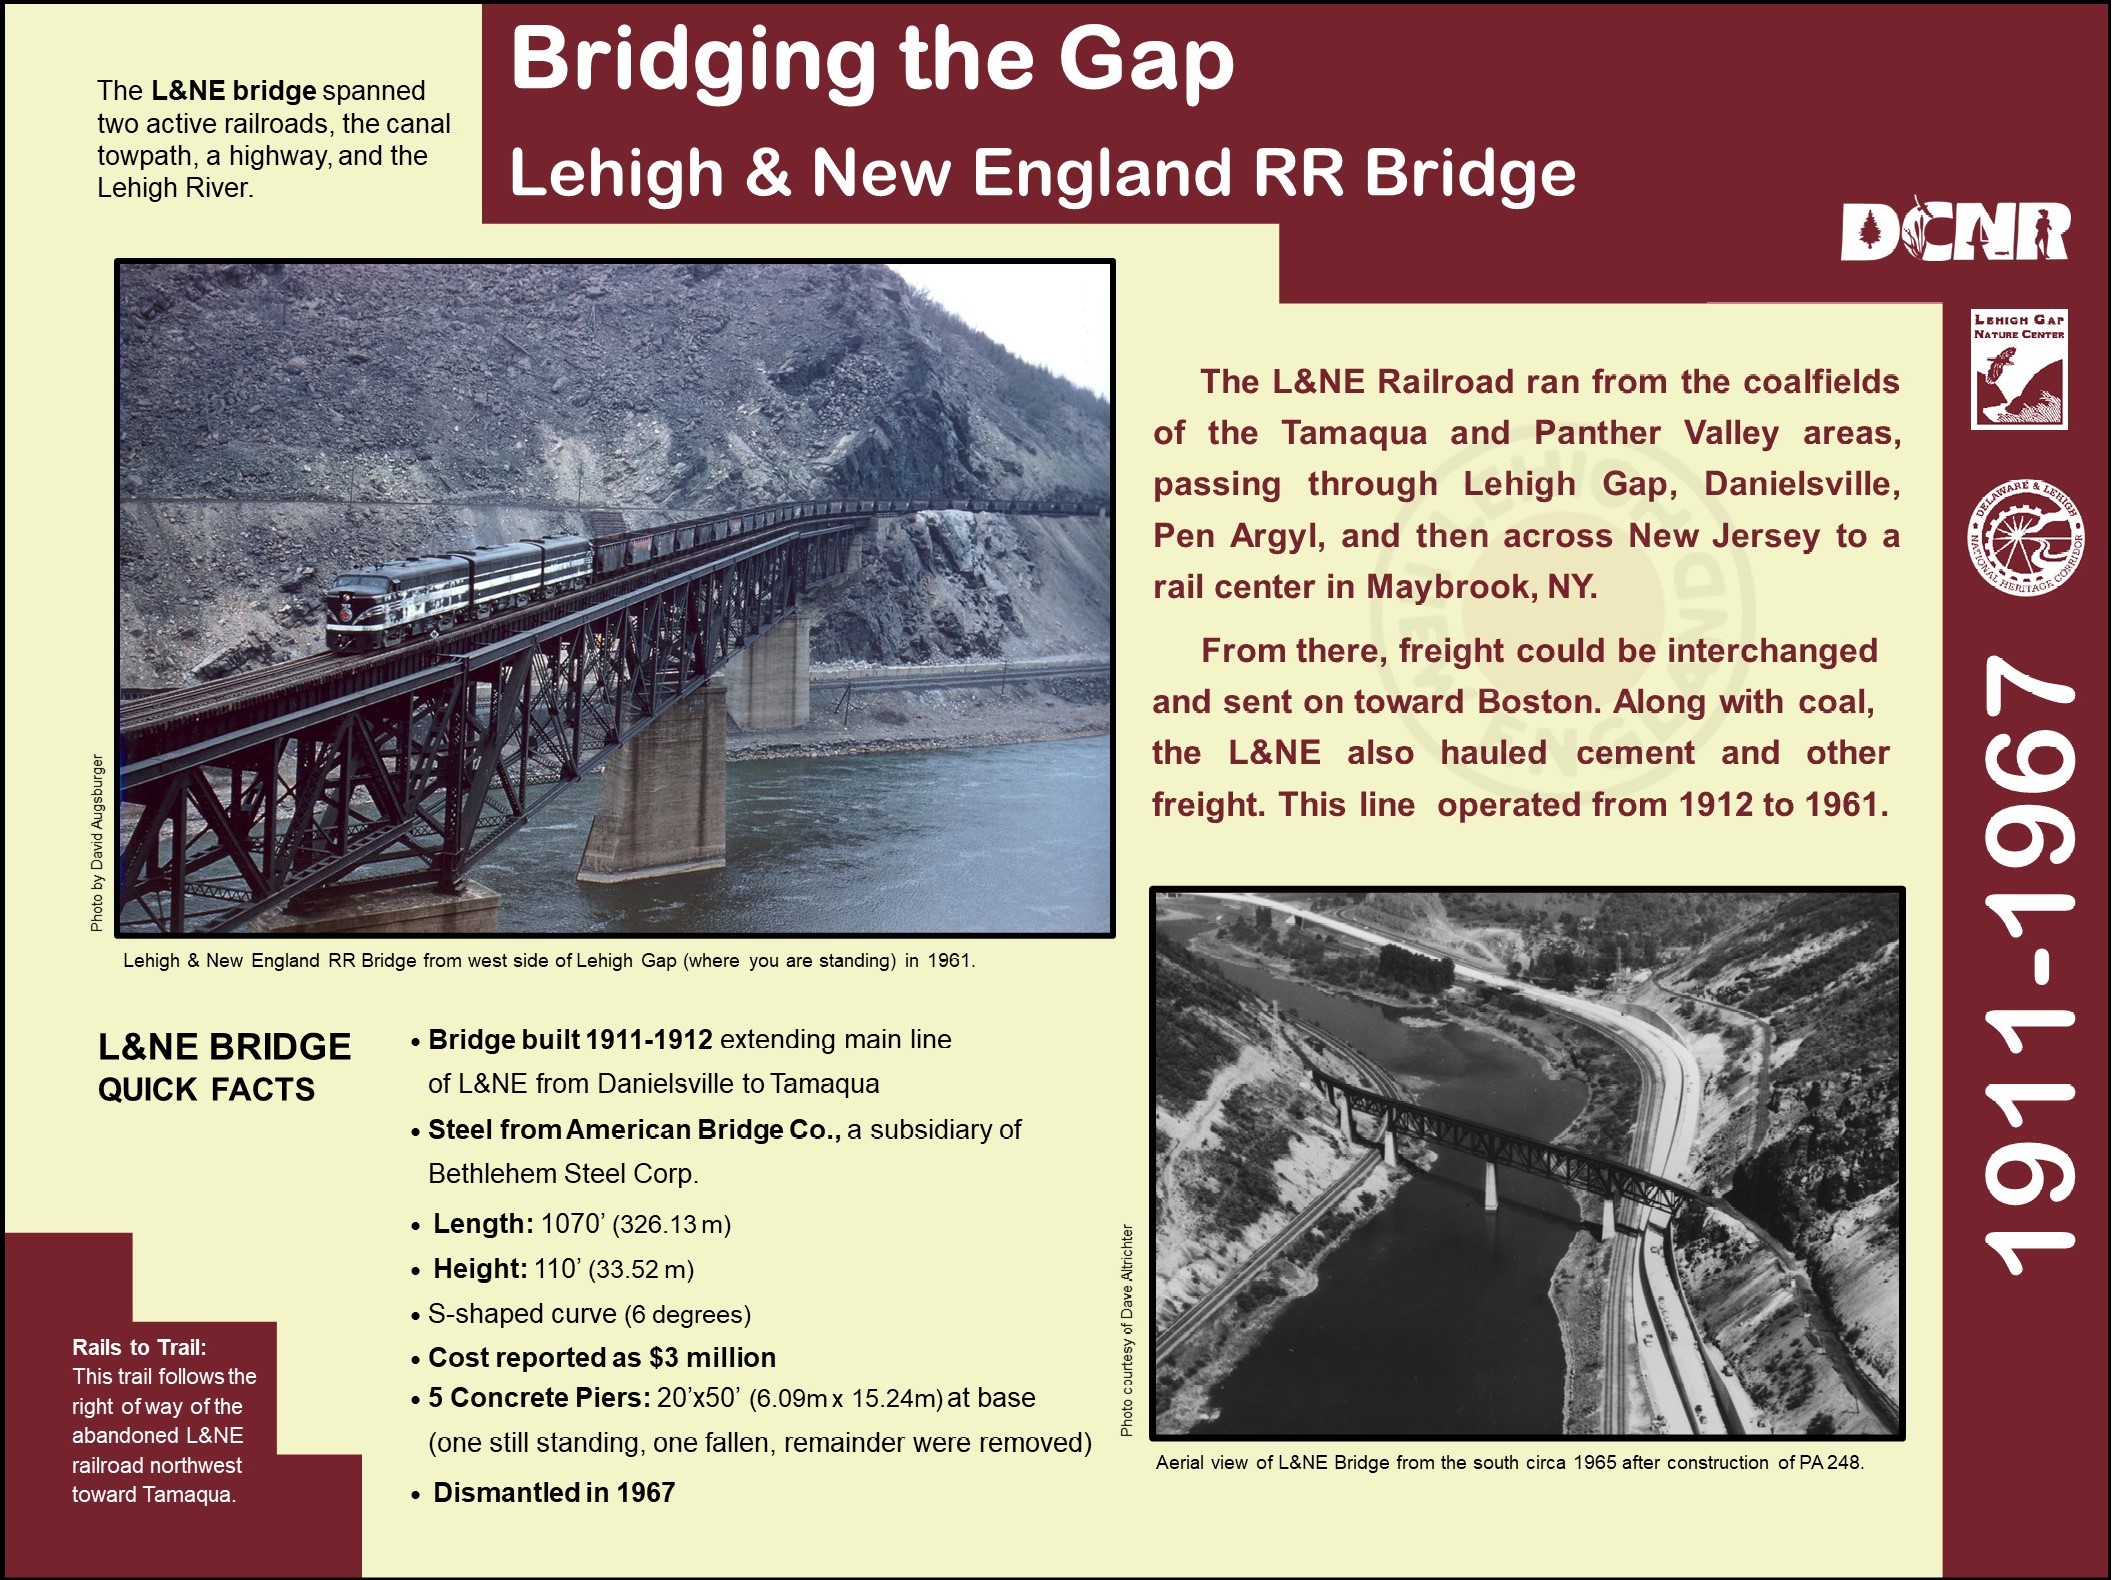 The L&NE bridge spanned
two active railroads, the canal
towpath, a highway, and the
Lehigh River.
Bridging the Gap
Lehigh & New England RR Bridge
DCNR
LEHIGH GAP
NATURE CENTER
DELAWARE & LEHIGH
NATIONAL HERITAGE CORRIDOR
1911-1967
Photo by David Augsburger
Lehigh & New England RR Bridge from west side of Lehigh Gap (where you are standing) in 1961.
The L&NE Railroad ran from the coalfields
of the Tamaqua and Panther Valley areas,
passing through Lehigh Gap, Danielsville,
Pen Argyl, and then across New Jersey to a
rail center in Maybrook, NY.
From there, freight could be interchanged
and sent on toward Boston. Along with coal,
the L&NE also hauled cement and other
freight. This line operated from 1912 to 1961.
LEHIGH AND NEW ENGLAND
L&NE BRIDGE
QUICK FACTS
• Bridge built 1911-1912 extending main line
of L&NE from Danielsville to Tamaqua
• Steel from American Bridge Co., a subsidiary of
Bethlehem Steel Corp.
• Length: 1070’ (326.13 m)
• Height: 110’ (33.52 m)
• S-shaped curve (6 degrees)
• Cost reported as $3 million
• 5 Concrete Piers: 20’x50’ (6.09m x 15.24m) at base
(one still standing, one fallen, remainder were removed)
• Dismantled in 1967
Rails to Trail:
This trail follows the
right of way of the
abandoned L&NE
railroad northwest
toward Tamaqua.
Photo courtesy of Dave Altrichter
Aerial view of L&NE Bridge from the south circa 1965 after construction of PA 248.